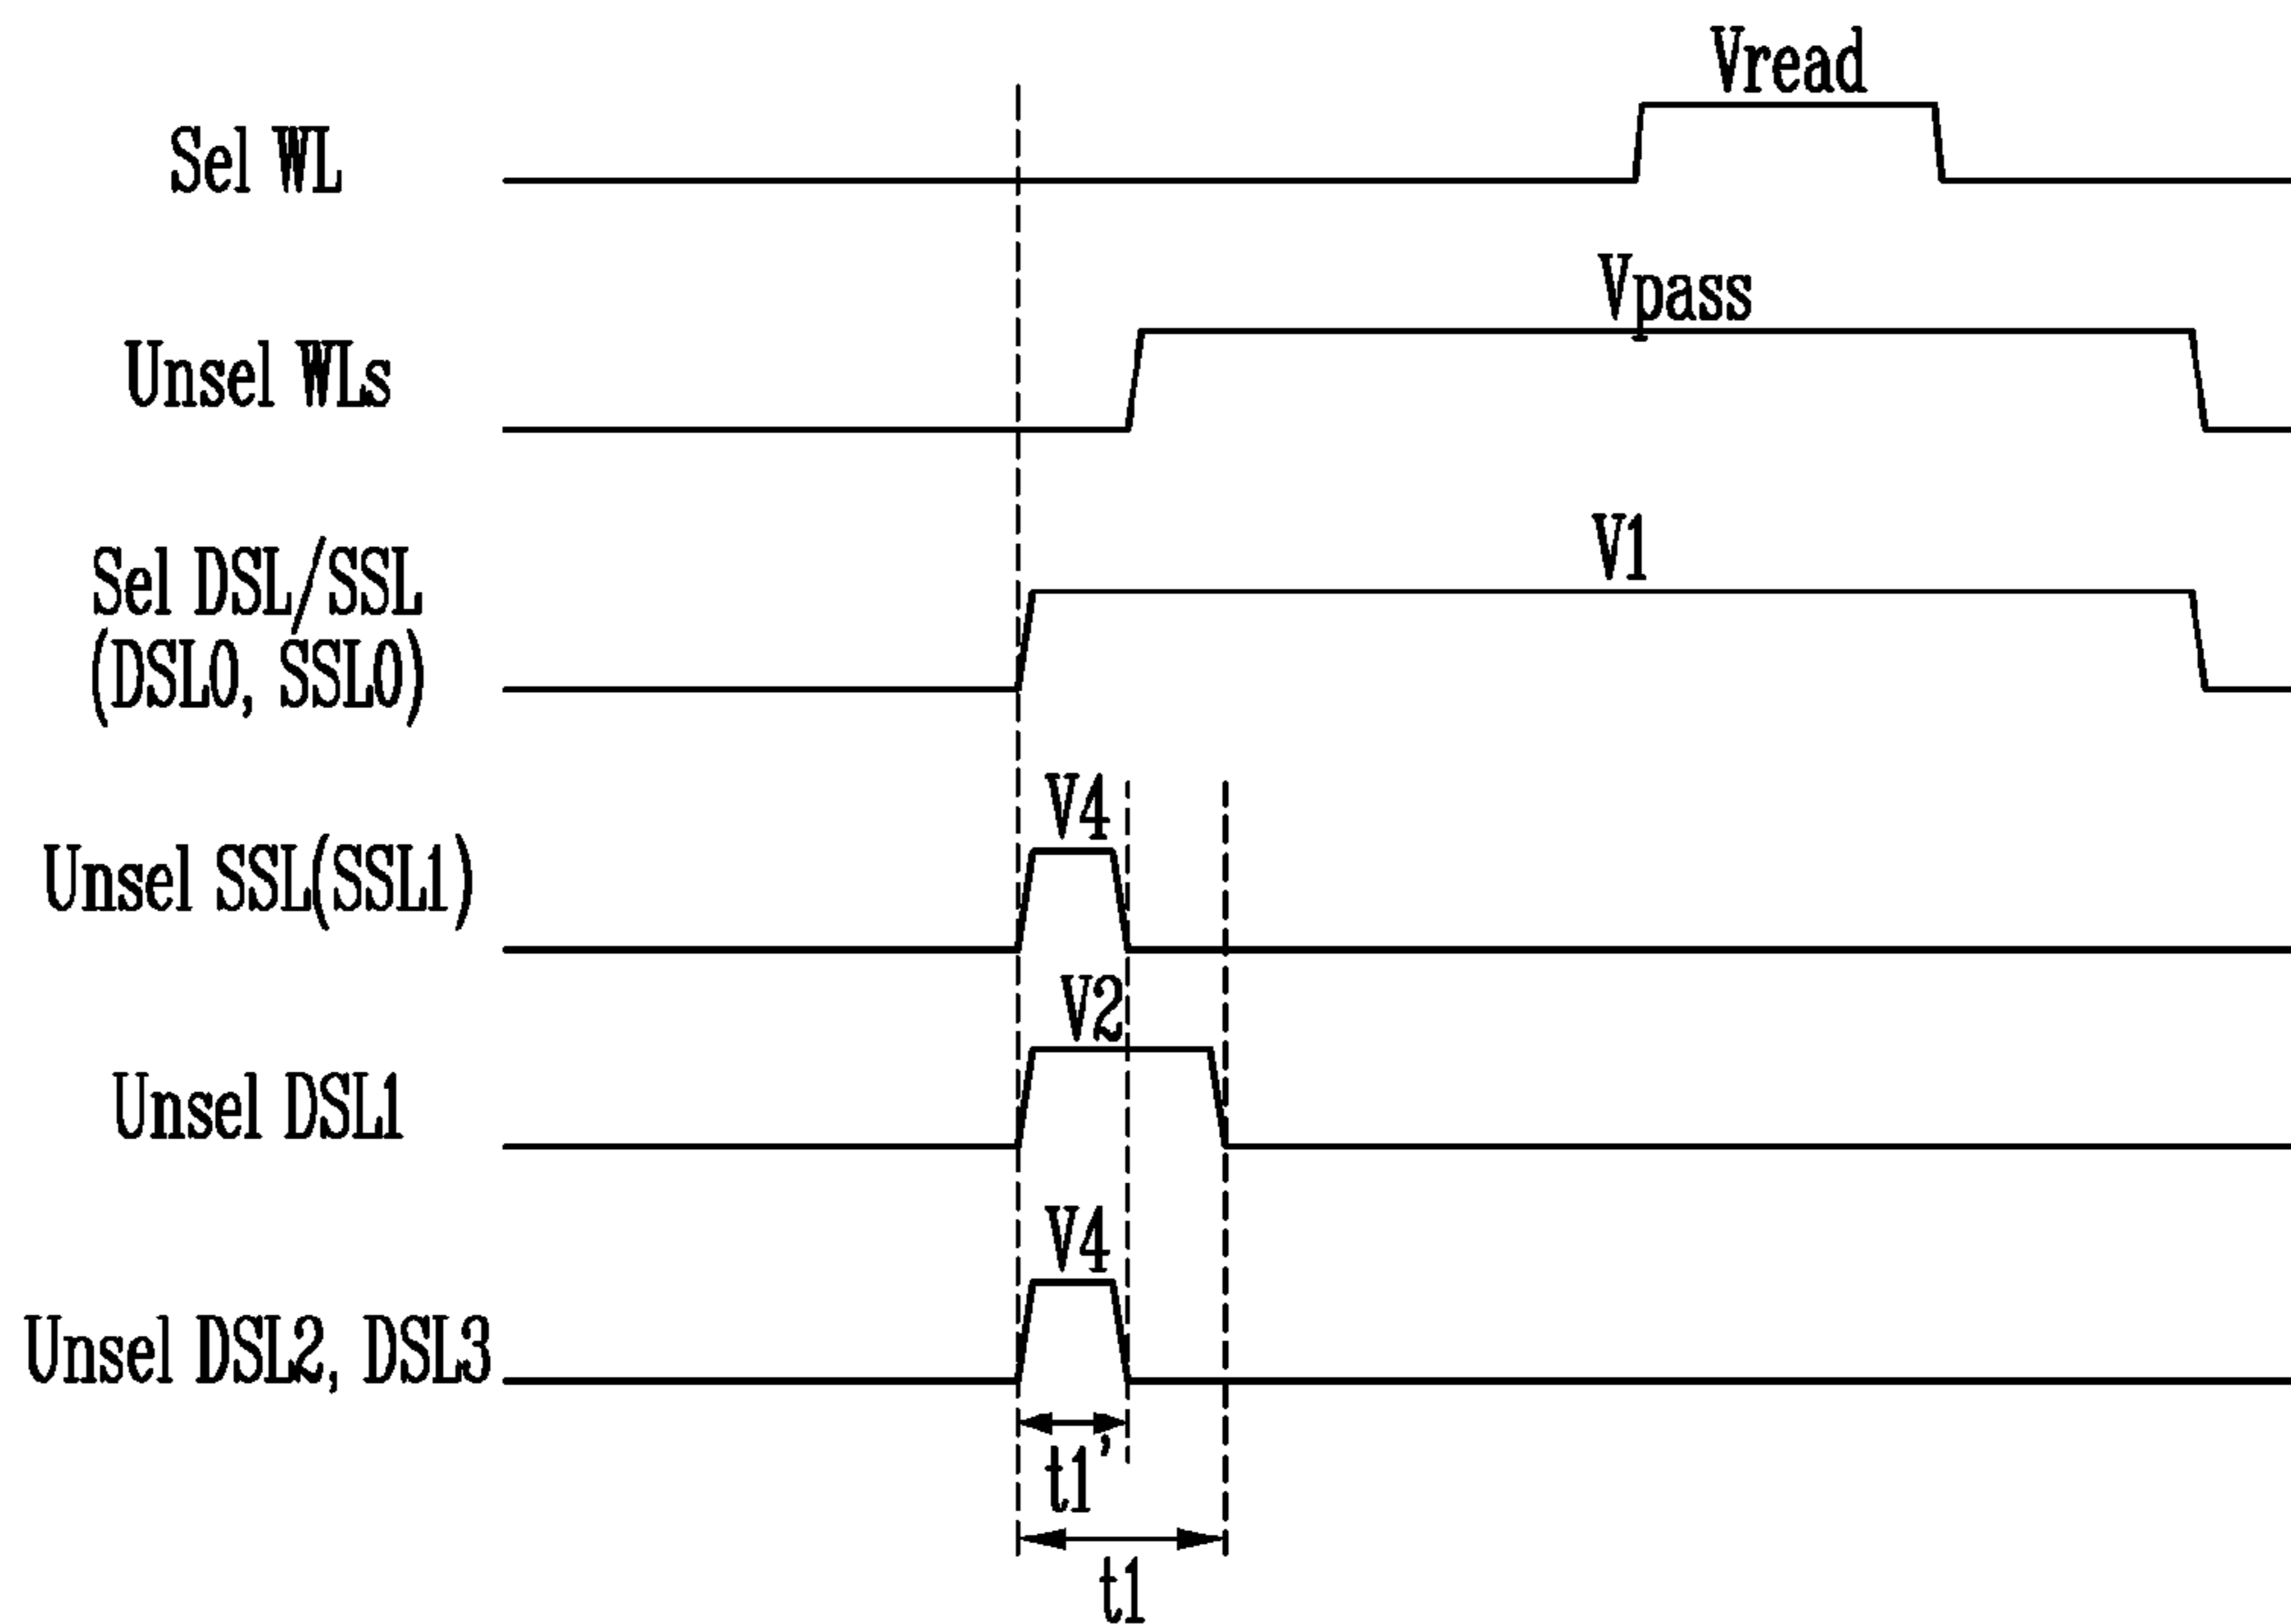 Vread
Sel WL
Vpass
Unsel WLs
V1
Sel DSL/SSL
(DSL0, SSL0)
V4
Unsel SSL(SSL1)
V2
Unsel DSL1
V4
Unsel DSL2, DSL3
t1’
t1